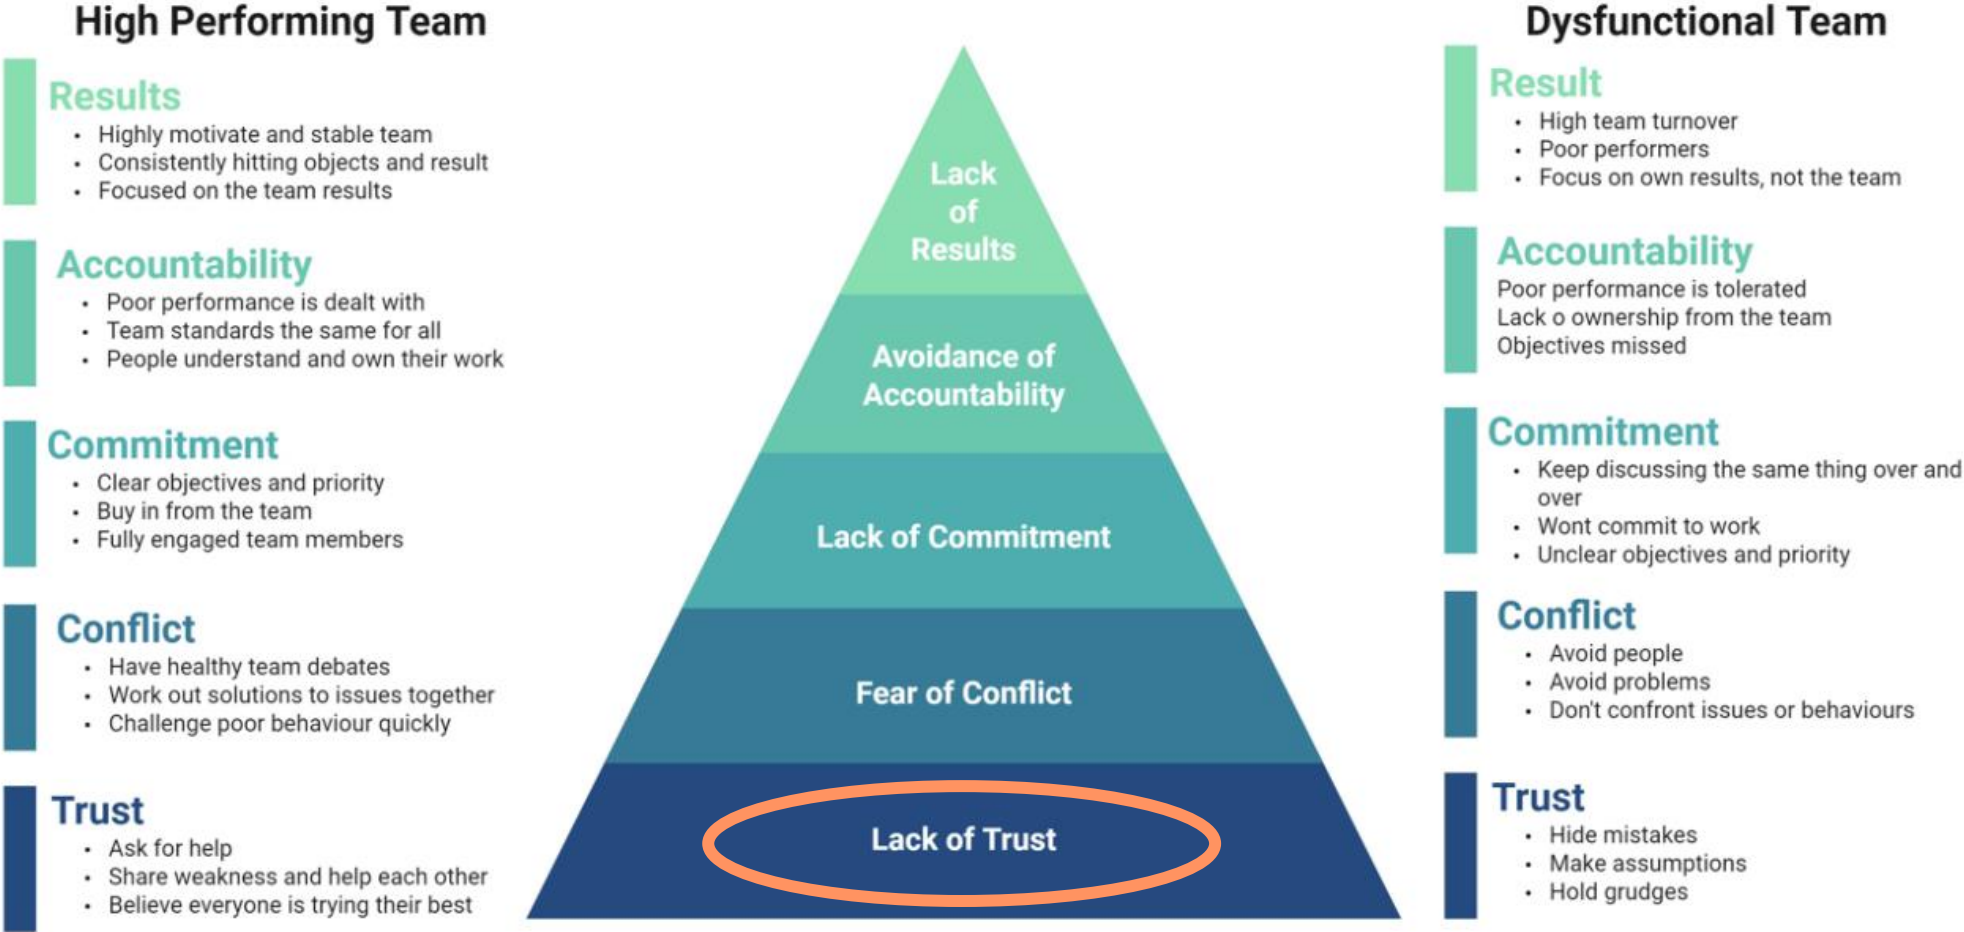 High Performing Team
Results
• Highly motivate and stable team
• Consistently hitting objects and result
• Focused on the team results
Accountability
• Poor performance is dealt with
• Team standards the same for all
• People understand and own their work
Commitment
• Clear objectives and priority
• Buy in from the team
• Fully engaged team members
Conflict
• Have healthy team debates
• Work out solutions to issues together
• Challenge poor behaviour quickly
Trust
• Ask for help
• Share weakness and help each other
• Believe everyone is trying their best
Lack
of
Results
Avoidance of
Accountability
Lack of Commitment
Fear of Conflict
Lack of Trust
Dysfunctional Team
Result
• High team turnover
• Poor performers
• Focus on own results, not the team
Accountability
Poor performance is tolerated
Lack o ownership from the team
Objectives missed
Commitment
• Keep discussing the same thing over and
over
• Wont commit to work
• Unclear objectives and priority
Conflict
• Avoid people
• Avoid problems
• Don't confront issues or behaviours
Trust
• Hide mistakes
• Make assumptions
• Hold grudges